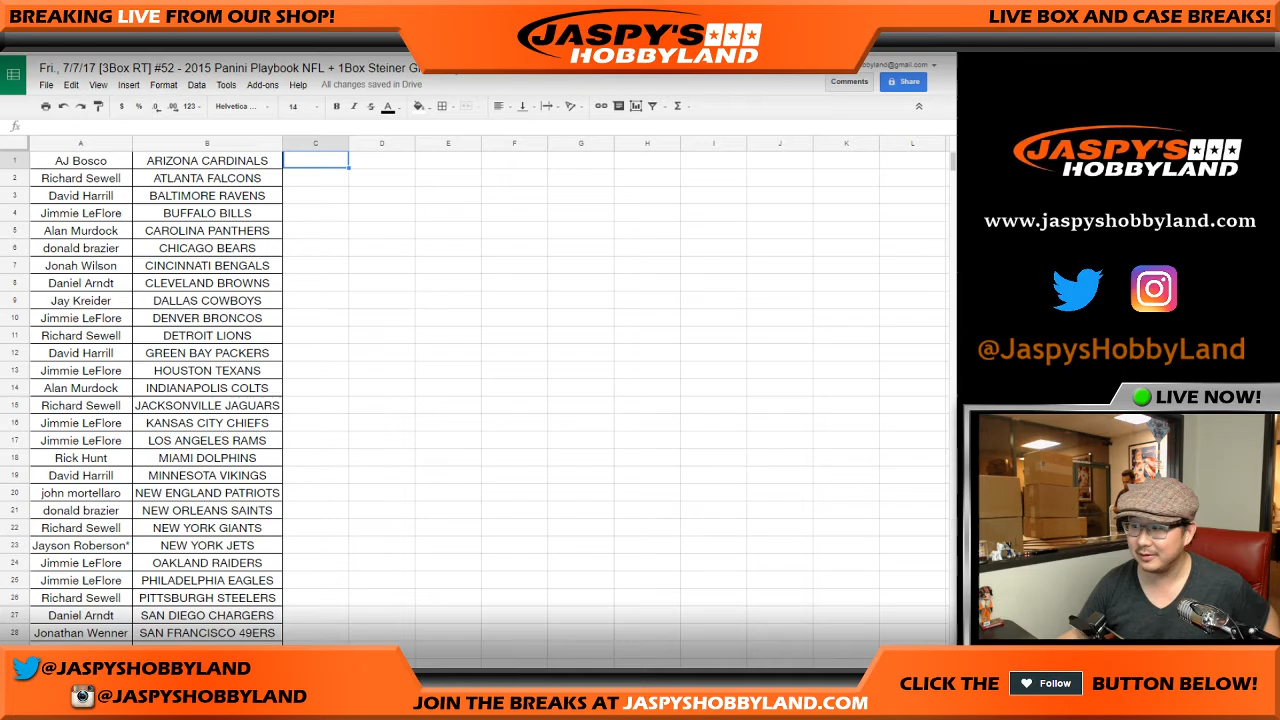 BREAKING LIVE FROM OUR SHOP!
JASPY'S
HOBBYLAND
LIVE BOX AND CASE BREAKS!
Fri., 7/7/17 [3Box RT] #52 - 2015 Panini Playbook NFL + 1Box Steiner
hobbyland@gmail.com
File Edit View Insert Format Data Tools Add-ons Help All changes saved in Drive
Comments Share
$ % .0 .00 123 Helvetica ... 14 B I S A
fx
A B C D E F G H I J K L
1 AJ Bosco ARIZONA CARDINALS
2 Richard Sewell ATLANTA FALCONS
3 David Harrill BALTIMORE RAVENS
4 Jimmie LeFlore BUFFALO BILLS
5 Alan Murdock CAROLINA PANTHERS
6 donald brazier CHICAGO BEARS
7 Jonah Wilson CINCINNATI BENGALS
8 Daniel Arndt CLEVELAND BROWNS
9 Jay Kreider DALLAS COWBOYS
10 Jimmie LeFlore DENVER BRONCOS
11 Richard Sewell DETROIT LIONS
12 David Harrill GREEN BAY PACKERS
13 Jimmie LeFlore HOUSTON TEXANS
14 Alan Murdock INDIANAPOLIS COLTS
15 Richard Sewell JACKSONVILLE JAGUARS
16 Jimmie LeFlore KANSAS CITY CHIEFS
17 Jimmie LeFlore LOS ANGELES RAMS
18 Rick Hunt MIAMI DOLPHINS
19 David Harrill MINNESOTA VIKINGS
20 john mortellaro NEW ENGLAND PATRIOTS
21 donald brazier NEW ORLEANS SAINTS
22 Richard Sewell NEW YORK GIANTS
23 Jayson Roberson* NEW YORK JETS
24 Jimmie LeFlore OAKLAND RAIDERS
25 Jimmie LeFlore PHILADELPHIA EAGLES
26 Richard Sewell PITTSBURGH STEELERS
27 Daniel Arndt SAN DIEGO CHARGERS
28 Jonathan Wenner SAN FRANCISCO 49ERS
JASPY'S
HOBBYLAND
www.jaspyshobbyland.com
@JaspysHobbyLand
LIVE NOW!
@JASPYSHOBBYLAND
@JASPYSHOBBYLAND
JOIN THE BREAKS AT JASPYSHOBBYLAND.COM
CLICK THE Follow BUTTON BELOW!